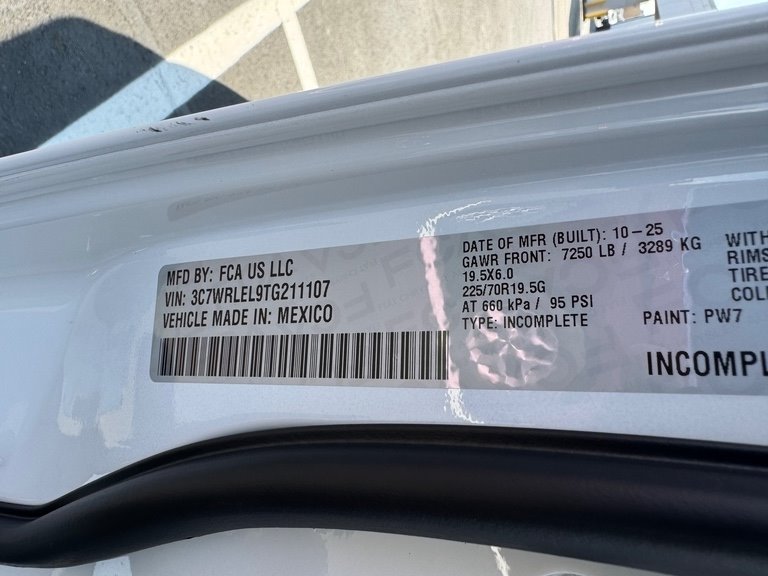 MFD BY: FCA US LLC
VIN: 3C7WRLEL9TG211107
VEHICLE MADE IN: MEXICO
DATE OF MFR (BUILT): 10-25
GAWR FRONT: 7250 LB / 3289 KG
19.5X6.0
225/70R19.5G
AT 660 kPa / 95 PSI
TYPE: INCOMPLETE
WITH
RIMS
TIRE
COL
PAINT: PW7
INCOMPL